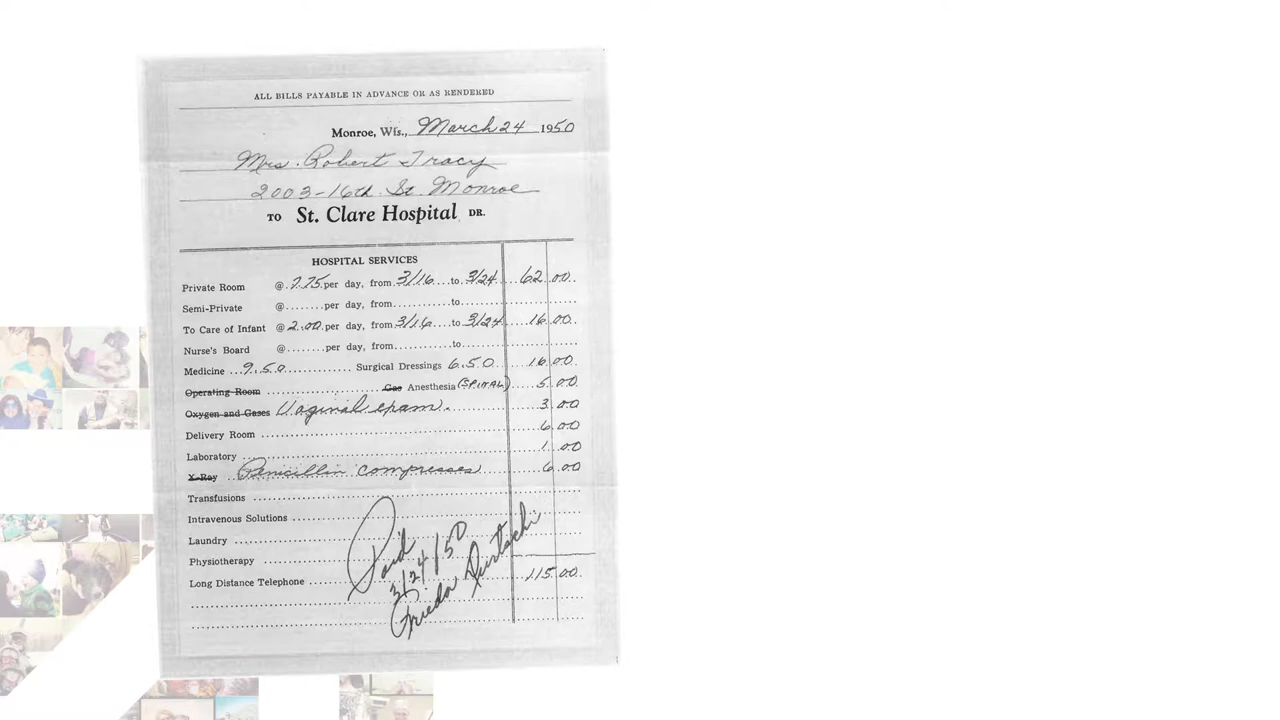 ALL BILLS PAYABLE IN ADVANCE OR AS RENDERED
Monroe, Wis., March 24 1950
Mrs. Robert Tracy
2003-16th St. Monroe
TO St. Clare Hospital DR.
HOSPITAL SERVICES
Private Room @ 7.75 per day, from 3/16 to 3/24 62.00
Semi-Private @ per day, from to
To Care of Infant @ 2.00 per day, from 3/16 to 3/24 16.00
Nurse's Board @ per day, from to
Medicine 9.50 Surgical Dressings 6.50 16.00
Operating Room Gas Anesthesia (SPINAL) 5.00
Oxygen and Gases Vaginal exam. 3.00
Delivery Room 6.00
Laboratory 1.00
X-Ray Penicillin compresses 6.00
Transfusions
Intravenous Solutions
Laundry
Physiotherapy
Long Distance Telephone 115.00
Paid
3/24/50
Frieda